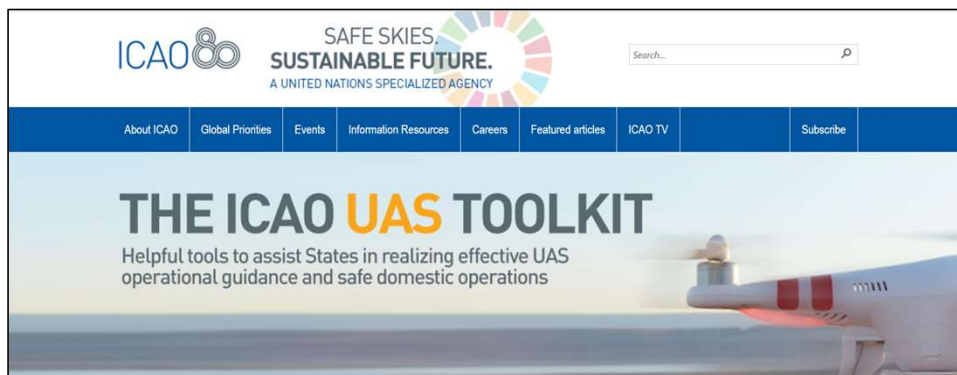 ICAO
SAFE SKIES.
SUSTAINABLE FUTURE.
A UNITED NATIONS SPECIALIZED AGENCY
Search...
About ICAO
Global Priorities
Events
Information Resources
Careers
Featured articles
ICAO TV
Subscribe
THE ICAO UAS TOOLKIT
Helpful tools to assist States in realizing effective UAS
operational guidance and safe domestic operations